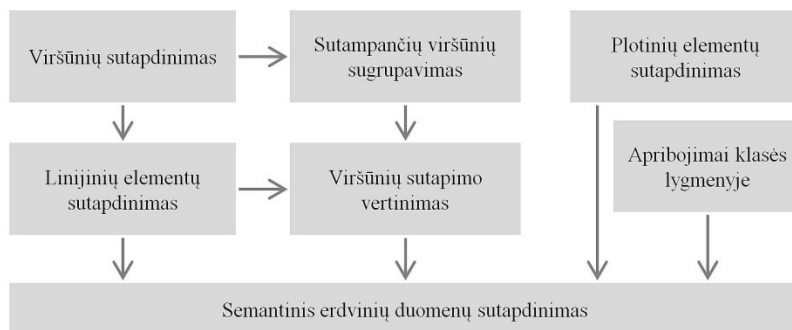 Viršūnių sutapdinimas
Sutampančių viršūnių
sugrupavimas
Plotinių elementų
sutapdinimas
Linijinių elementų
sutapdinimas
Viršūnių sutapimo
vertinimas
Apribojimai klasės
lygmenyje
Semantinis erdvinių duomenų sutapdinimas